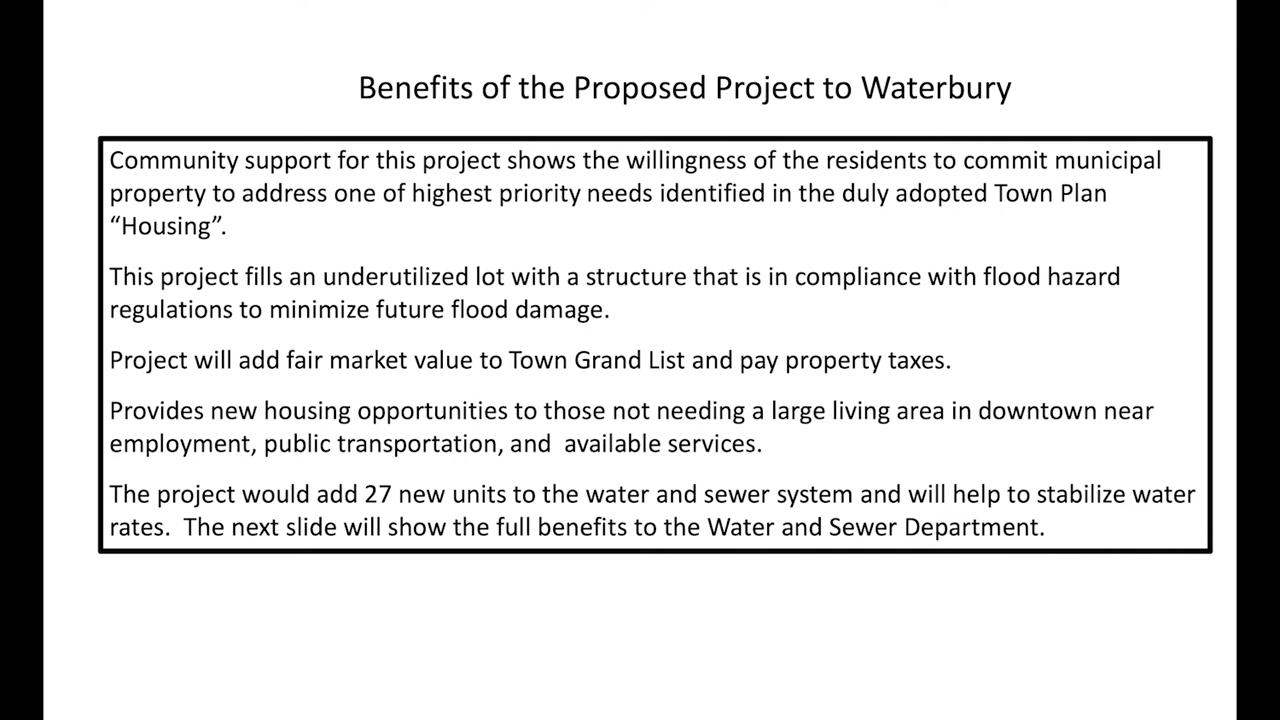 Benefits of the Proposed Project to Waterbury
Community support for this project shows the willingness of the residents to commit municipal
property to address one of highest priority needs identified in the duly adopted Town Plan
“Housing”.
This project fills an underutilized lot with a structure that is in compliance with flood hazard
regulations to minimize future flood damage.
Project will add fair market value to Town Grand List and pay property taxes.
Provides new housing opportunities to those not needing a large living area in downtown near
employment, public transportation, and  available services.
The project would add 27 new units to the water and sewer system and will help to stabilize water
rates.  The next slide will show the full benefits to the Water and Sewer Department.